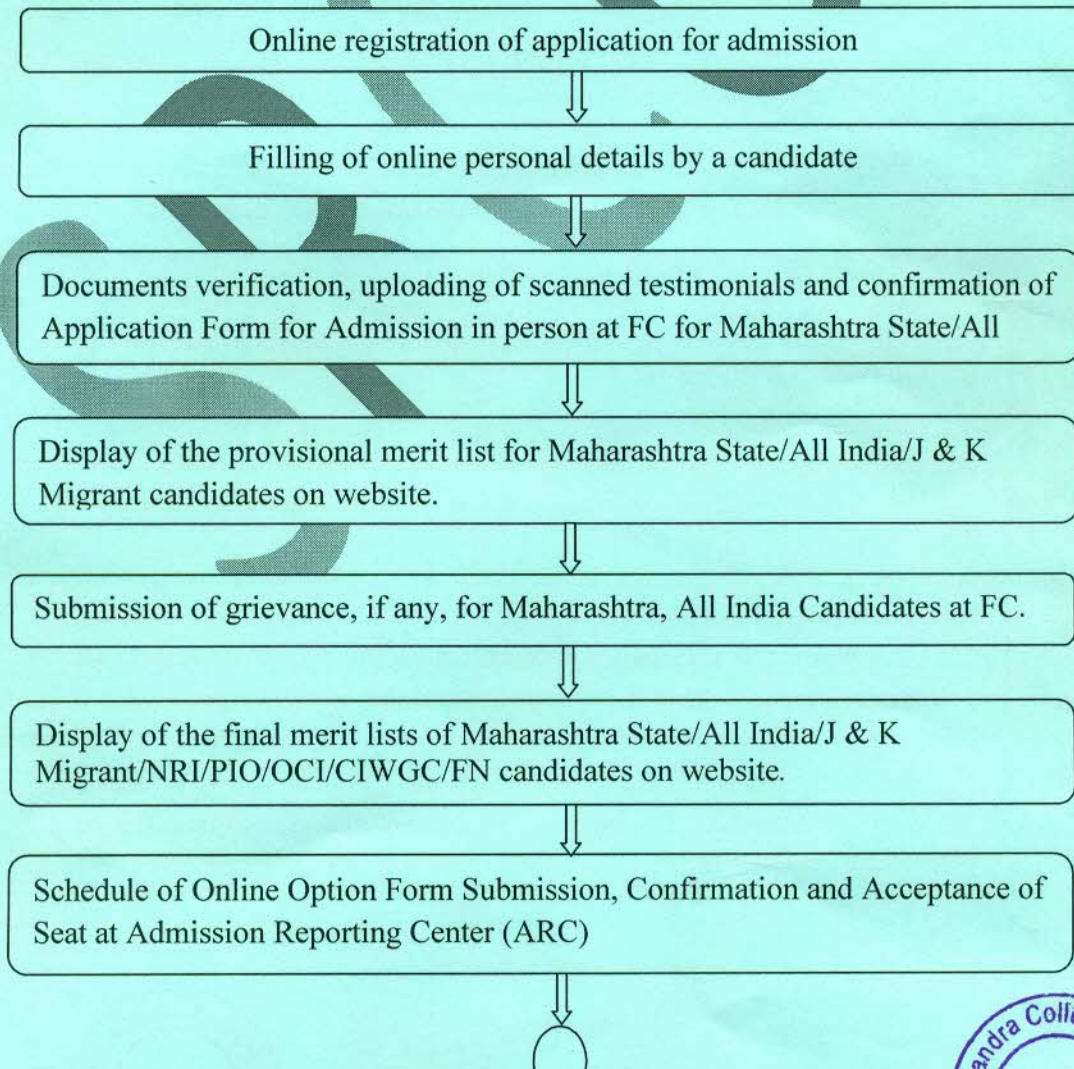 Online registration of application for admission
Filling of online personal details by a candidate
Documents verification, uploading of scanned testimonials and confirmation of
Application Form for Admission in person at FC for Maharashtra State/All
Display of the provisional merit list for Maharashtra State/All India/J & K
Migrant candidates on website.
Submission of grievance, if any, for Maharashtra, All India Candidates at FC.
Display of the final merit lists of Maharashtra State/All India/J & K
Migrant/NRI/PIO/OCI/CIWGC/FN candidates on website.
Schedule of Online Option Form Submission, Confirmation and Acceptance of
Seat at Admission Reporting Center (ARC)